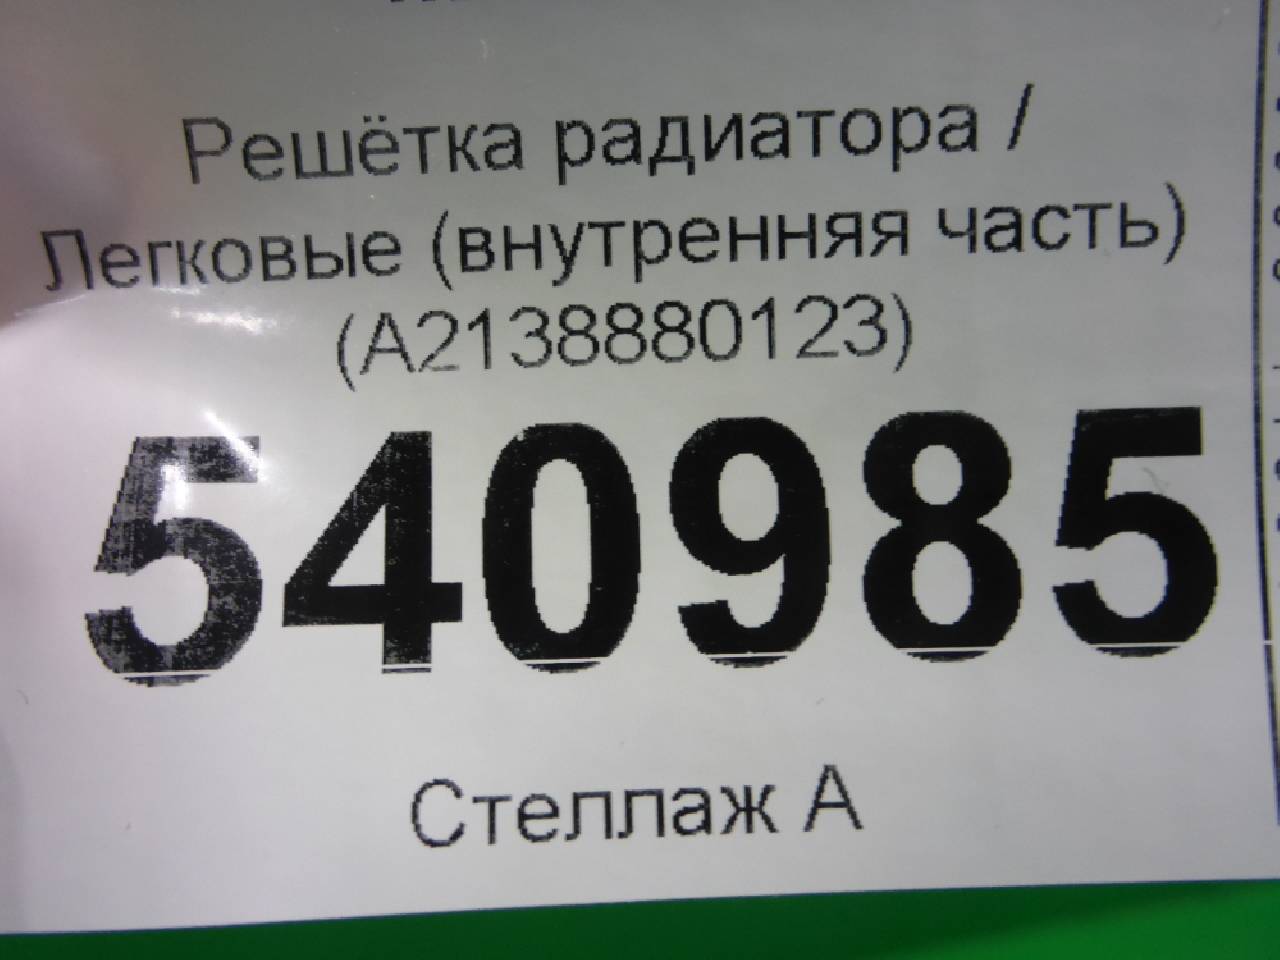 Решётка радиатора /
Легковые (внутренняя часть)
(A2138880123)
540985
Стеллаж А